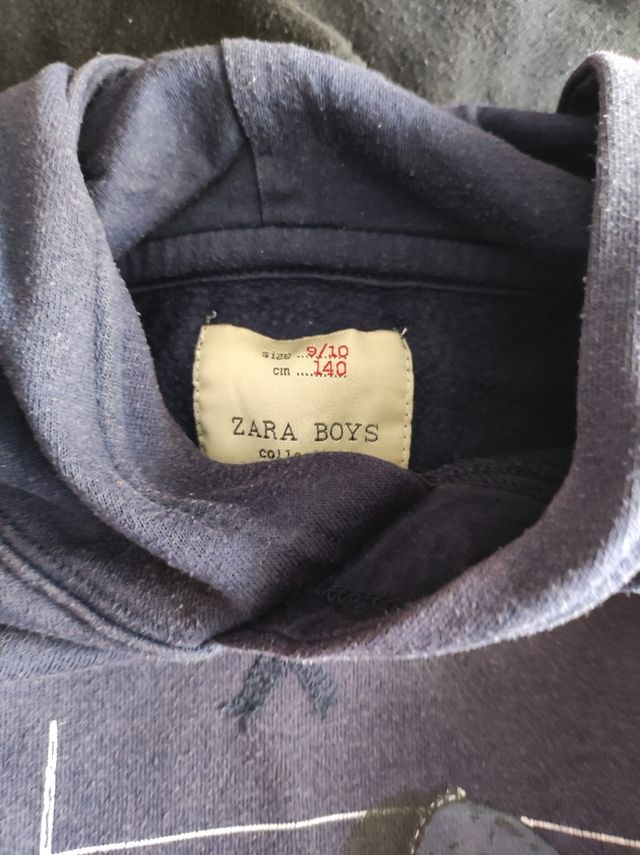 size ......... 9/10
cm .......... 140
ZARA BOYS